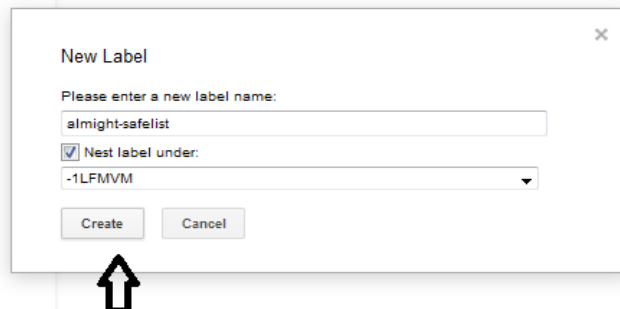 New Label
Please enter a new label name:
almight-safelist
Nest label under:
-1LFMVM
Create Cancel